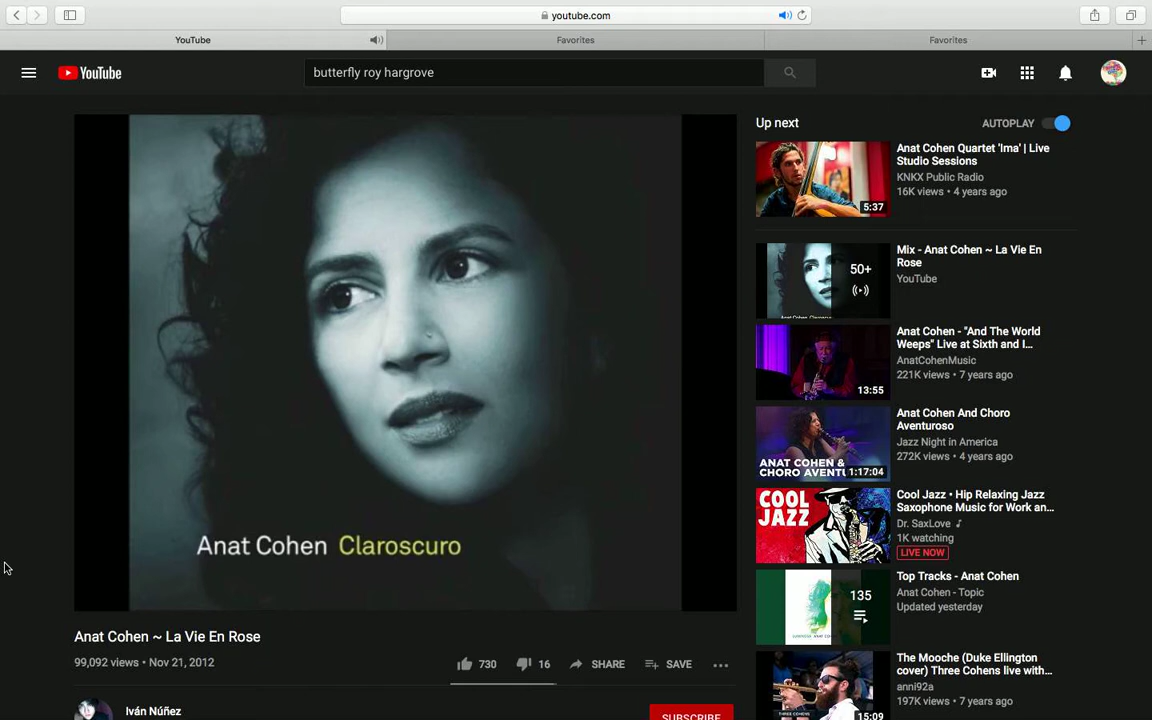 youtube.com
YouTube
Favorites
Favorites
YouTube
butterfly roy hargrove
Anat Cohen Claroscuro
Anat Cohen ~ La Vie En Rose
99,092 views • Nov 21, 2012
730
16
SHARE
SAVE
Iván Núñez
SUBSCRIBE
Up next
AUTOPLAY
5:37
Anat Cohen Quartet 'Ima' | Live
Studio Sessions
KNKX Public Radio
16K views • 4 years ago
50+
Mix - Anat Cohen ~ La Vie En
Rose
YouTube
13:55
Anat Cohen - "And The World
Weeps" Live at Sixth and I...
AnatCohenMusic
221K views • 7 years ago
ANAT COHEN &
1:17:04
Anat Cohen And Choro
Aventuroso
Jazz Night in America
272K views • 4 years ago
COOL
JAZZ
Cool Jazz • Hip Relaxing Jazz
Saxophone Music for Work an...
Dr. SaxLove
1K watching
LIVE NOW
135
Top Tracks - Anat Cohen
Anat Cohen - Topic
Updated yesterday
THREE COHENS
15:09
The Mooche (Duke Ellington
cover) Three Cohens live with...
anni92a
197K views • 7 years ago